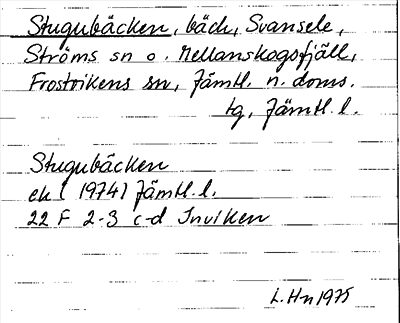 Stugubäcken, bäck, Svansele,
Ströms sn o. Mellanskogsfjäll,
Frostvikens sn, Jämtl. n. doms.
tg, Jämtl. l.
Stugubäcken
ek ( 1974) Jämtl. l.
22 F 2-3 c-d Inviken
L. Hn 1975